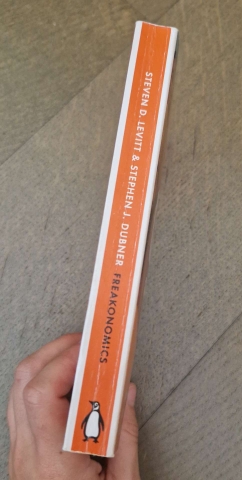 STEVEN D. LEVITT & STEPHEN J. DUBNER FREAKONOMICS